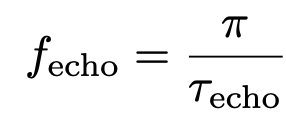 f_echo = π / τ_echo